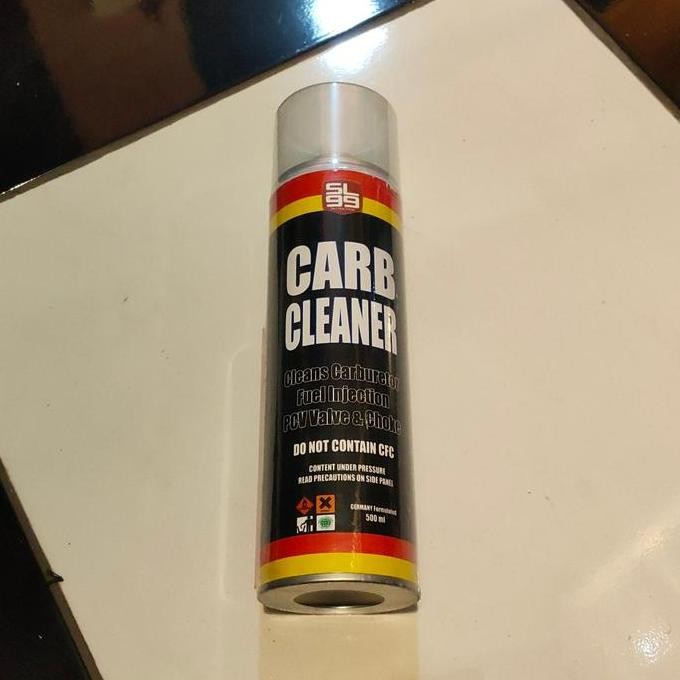 SL
99
CARB
CLEANER
Cleans Carburetor
Fuel Injection
PCV Valve & Choke
DO NOT CONTAIN CFC
CONTENT UNDER PRESSURE
READ PRECAUTIONS ON SIDE PANEL
GERMANY Formulated
500 ml